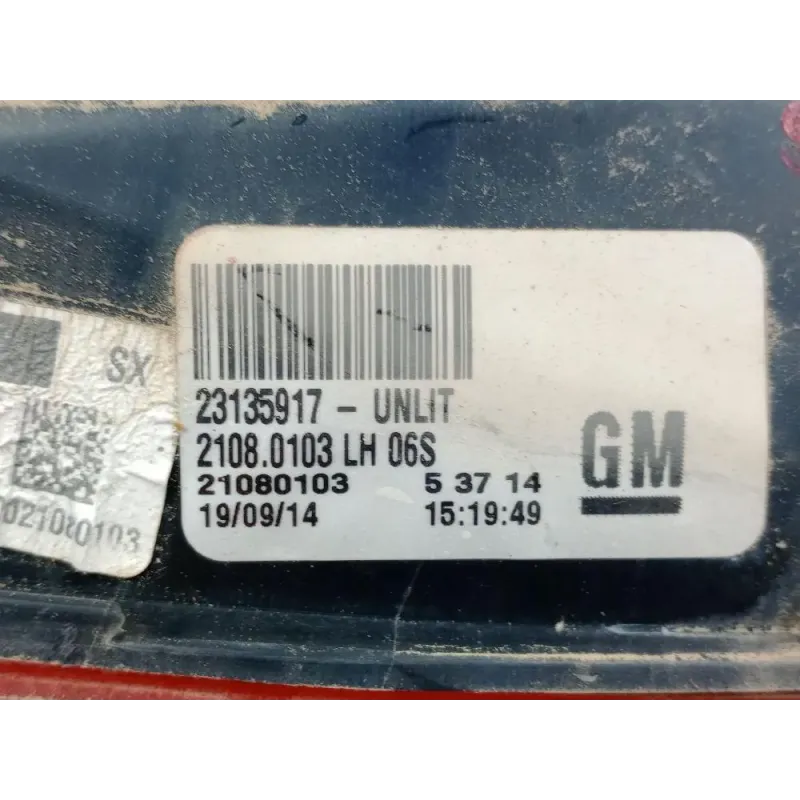 SX
23135917 - UNLIT
2108.0103 LH 06S
21080103 5 37 14
19/09/14 15:19:49
GM